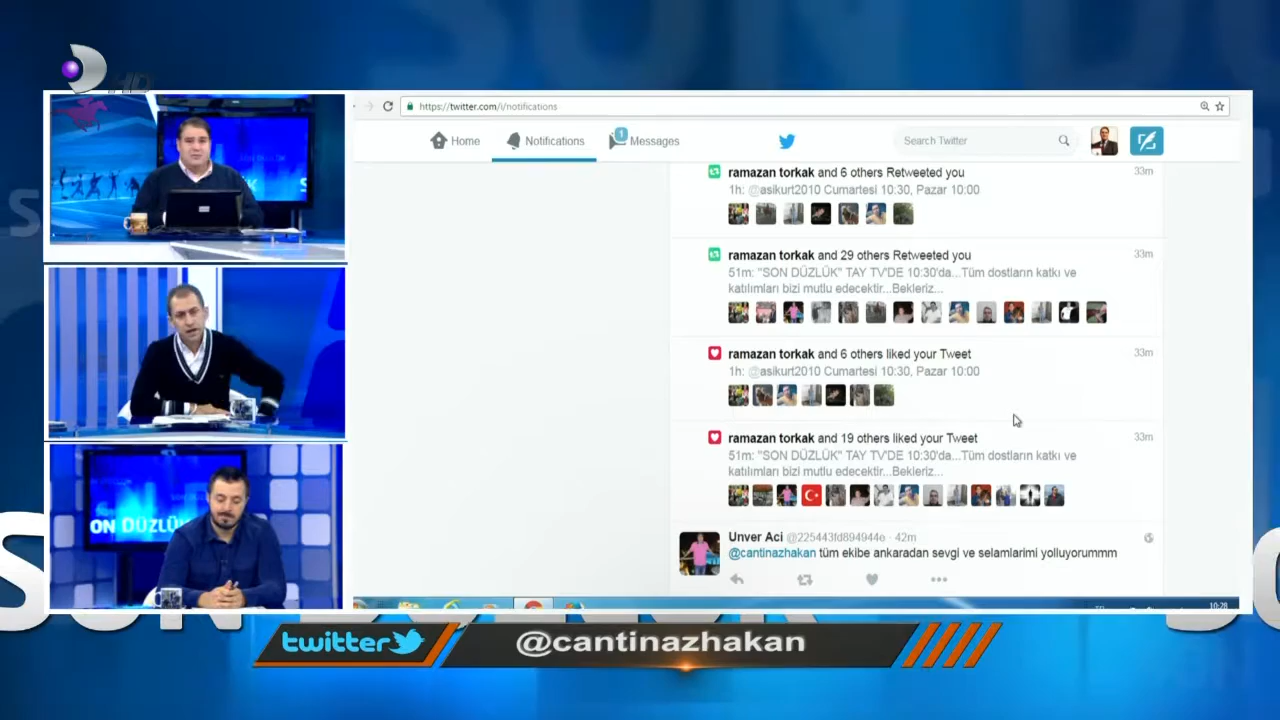 HD
https://twitter.com/i/notifications
Home
Notifications
1
Messages
Search Twitter
ramazan torkak and 6 others Retweeted you
33m
1h: @asikurt2010 Cumartesi 10:30, Pazar 10:00
ramazan torkak and 29 others Retweeted you
33m
51m: "SON DÜZLÜK" TAY TV'DE 10:30'da...Tüm dostların katkı ve
katılımları bizi mutlu edecektir...Bekleriz...
ramazan torkak and 6 others liked your Tweet
33m
1h: @asikurt2010 Cumartesi 10:30, Pazar 10:00
ramazan torkak and 19 others liked your Tweet
33m
51m: "SON DÜZLÜK" TAY TV'DE 10:30'da...Tüm dostların katkı ve
katılımları bizi mutlu edecektir...Bekleriz...
Unver Aci @225443fd894944e · 42m
@cantinazhakan tüm ekibe ankaradan sevgi ve selamlarimi yolluyorummm
10:28
ON DÜZLÜK
twitter
@cantinazhakan